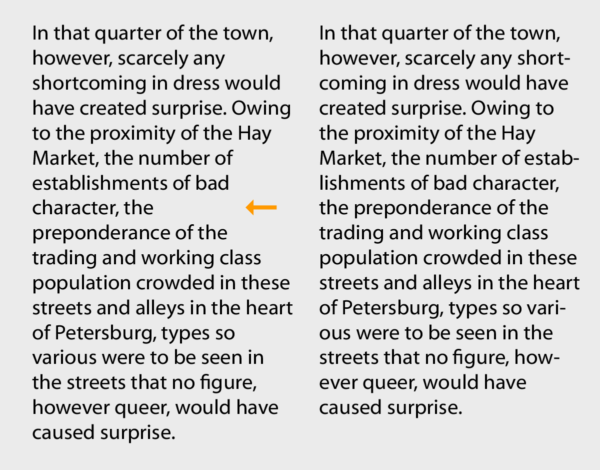 In that quarter of the town,
however, scarcely any
shortcoming in dress would
have created surprise. Owing
to the proximity of the Hay
Market, the number of
establishments of bad
character, the
preponderance of the
trading and working class
population crowded in these
streets and alleys in the heart
of Petersburg, types so
various were to be seen in
the streets that no figure,
however queer, would have
caused surprise.
In that quarter of the town,
however, scarcely any short-
coming in dress would have
created surprise. Owing to
the proximity of the Hay
Market, the number of estab-
lishments of bad character,
the preponderance of the
trading and working class
population crowded in these
streets and alleys in the heart
of Petersburg, types so vari-
ous were to be seen in the
streets that no figure, how-
ever queer, would have
caused surprise.